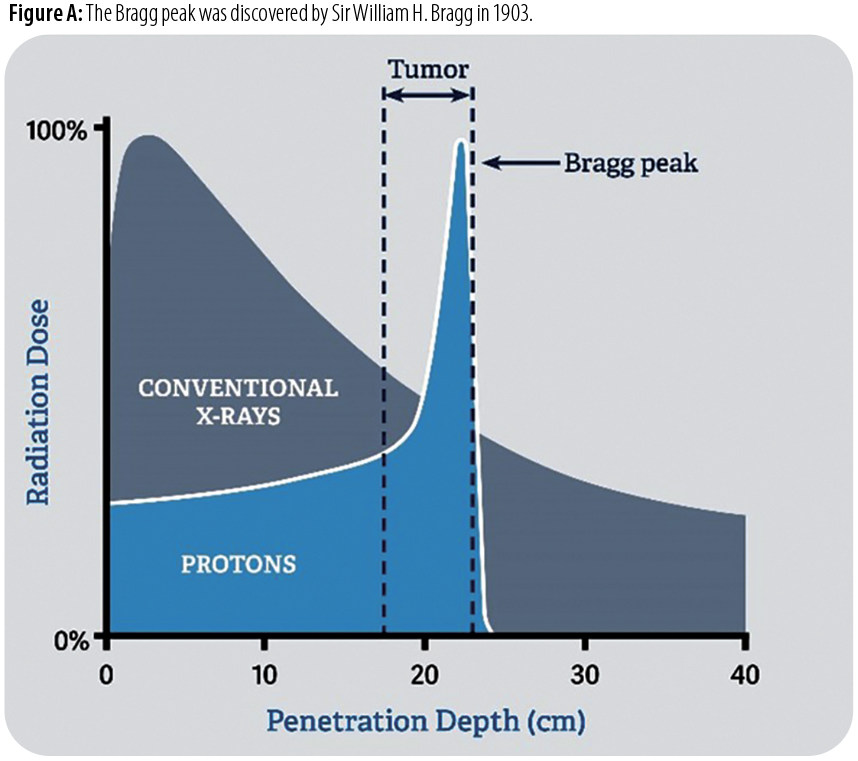 Figure A: The Bragg peak was discovered by Sir William H. Bragg in 1903.
Tumor
100%
Bragg peak
Radiation Dose
CONVENTIONAL
X-RAYS
PROTONS
0%
0 10 20 30 40
Penetration Depth (cm)